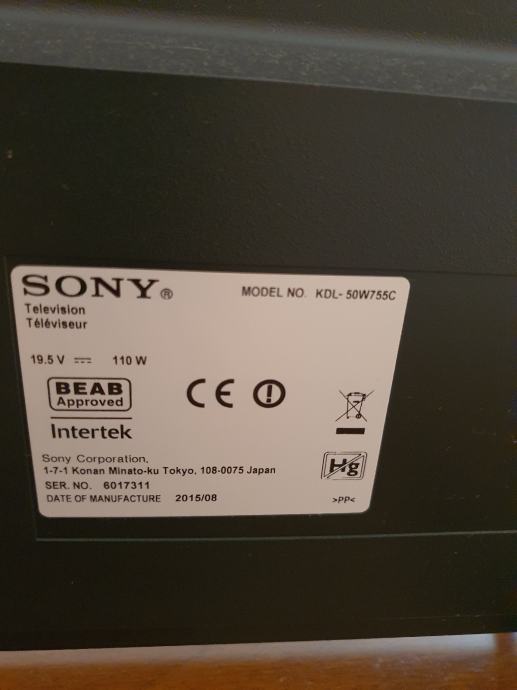 SONY® MODEL NO. KDL- 50W755C
Television
Téléviseur
19.5 V ⎓ 110 W
BEAB
Approved
CE
Intertek
Sony Corporation,
1-7-1 Konan Minato-ku Tokyo, 108-0075 Japan
Hg
SER. NO. 6017311
DATE OF MANUFACTURE 2015/08
>PP<